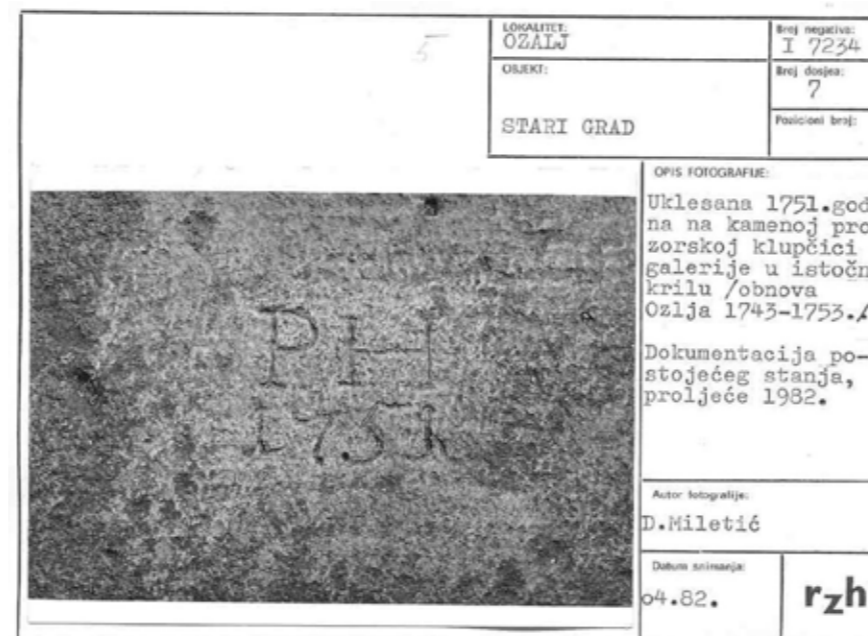 5
LOKALITET:
OZALJ
Broj negativa:
I 7234
OBJEKT:
STARI GRAD
Broj dosjea:
7
Pozicioni broj:
OPIS FOTOGRAFIJE:
Uklesana 1751.god
na na kamenoj pro
zorskoj klupčici
galerije u istočn
krilu /obnova
Ozlja 1743-1753./
Dokumentacija po-
stojećeg stanja,
proljeće 1982.
PH
1751
Autor fotografije:
D.Miletić
Datum snimanja:
o4.82.
rzh